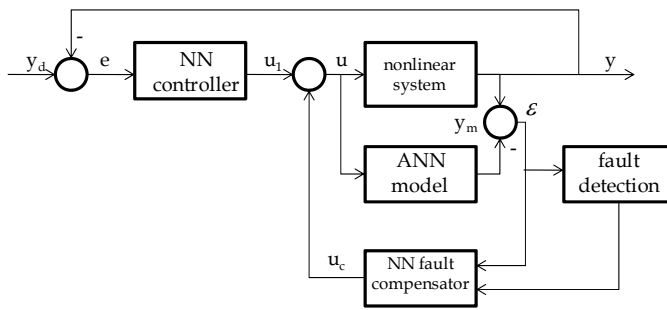 -
y_d
e
NN
controller
u_1
u
nonlinear
system
y
y_m
ε
-
ANN
model
fault
detection
u_c
NN fault
compensator